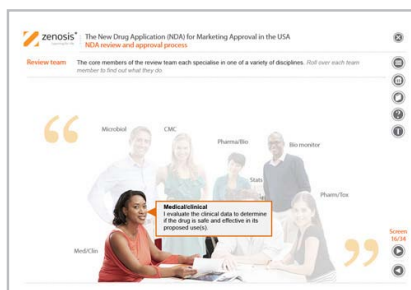 zenosis®
The New Drug Application (NDA) for Marketing Approval in the USA
NDA review and approval process
Review team
The core members of the review team each specialise in one of a variety of disciplines. Roll over each team
member to find out what they do.
Microbiol
CMC
Pharma/Bio
Bio monitor
Stats
Pharm/Tox
Medical/clinical
I evaluate the clinical data to determine
if the drug is safe and effective in its
proposed use(s).
Med/Clin
Screen
16/34